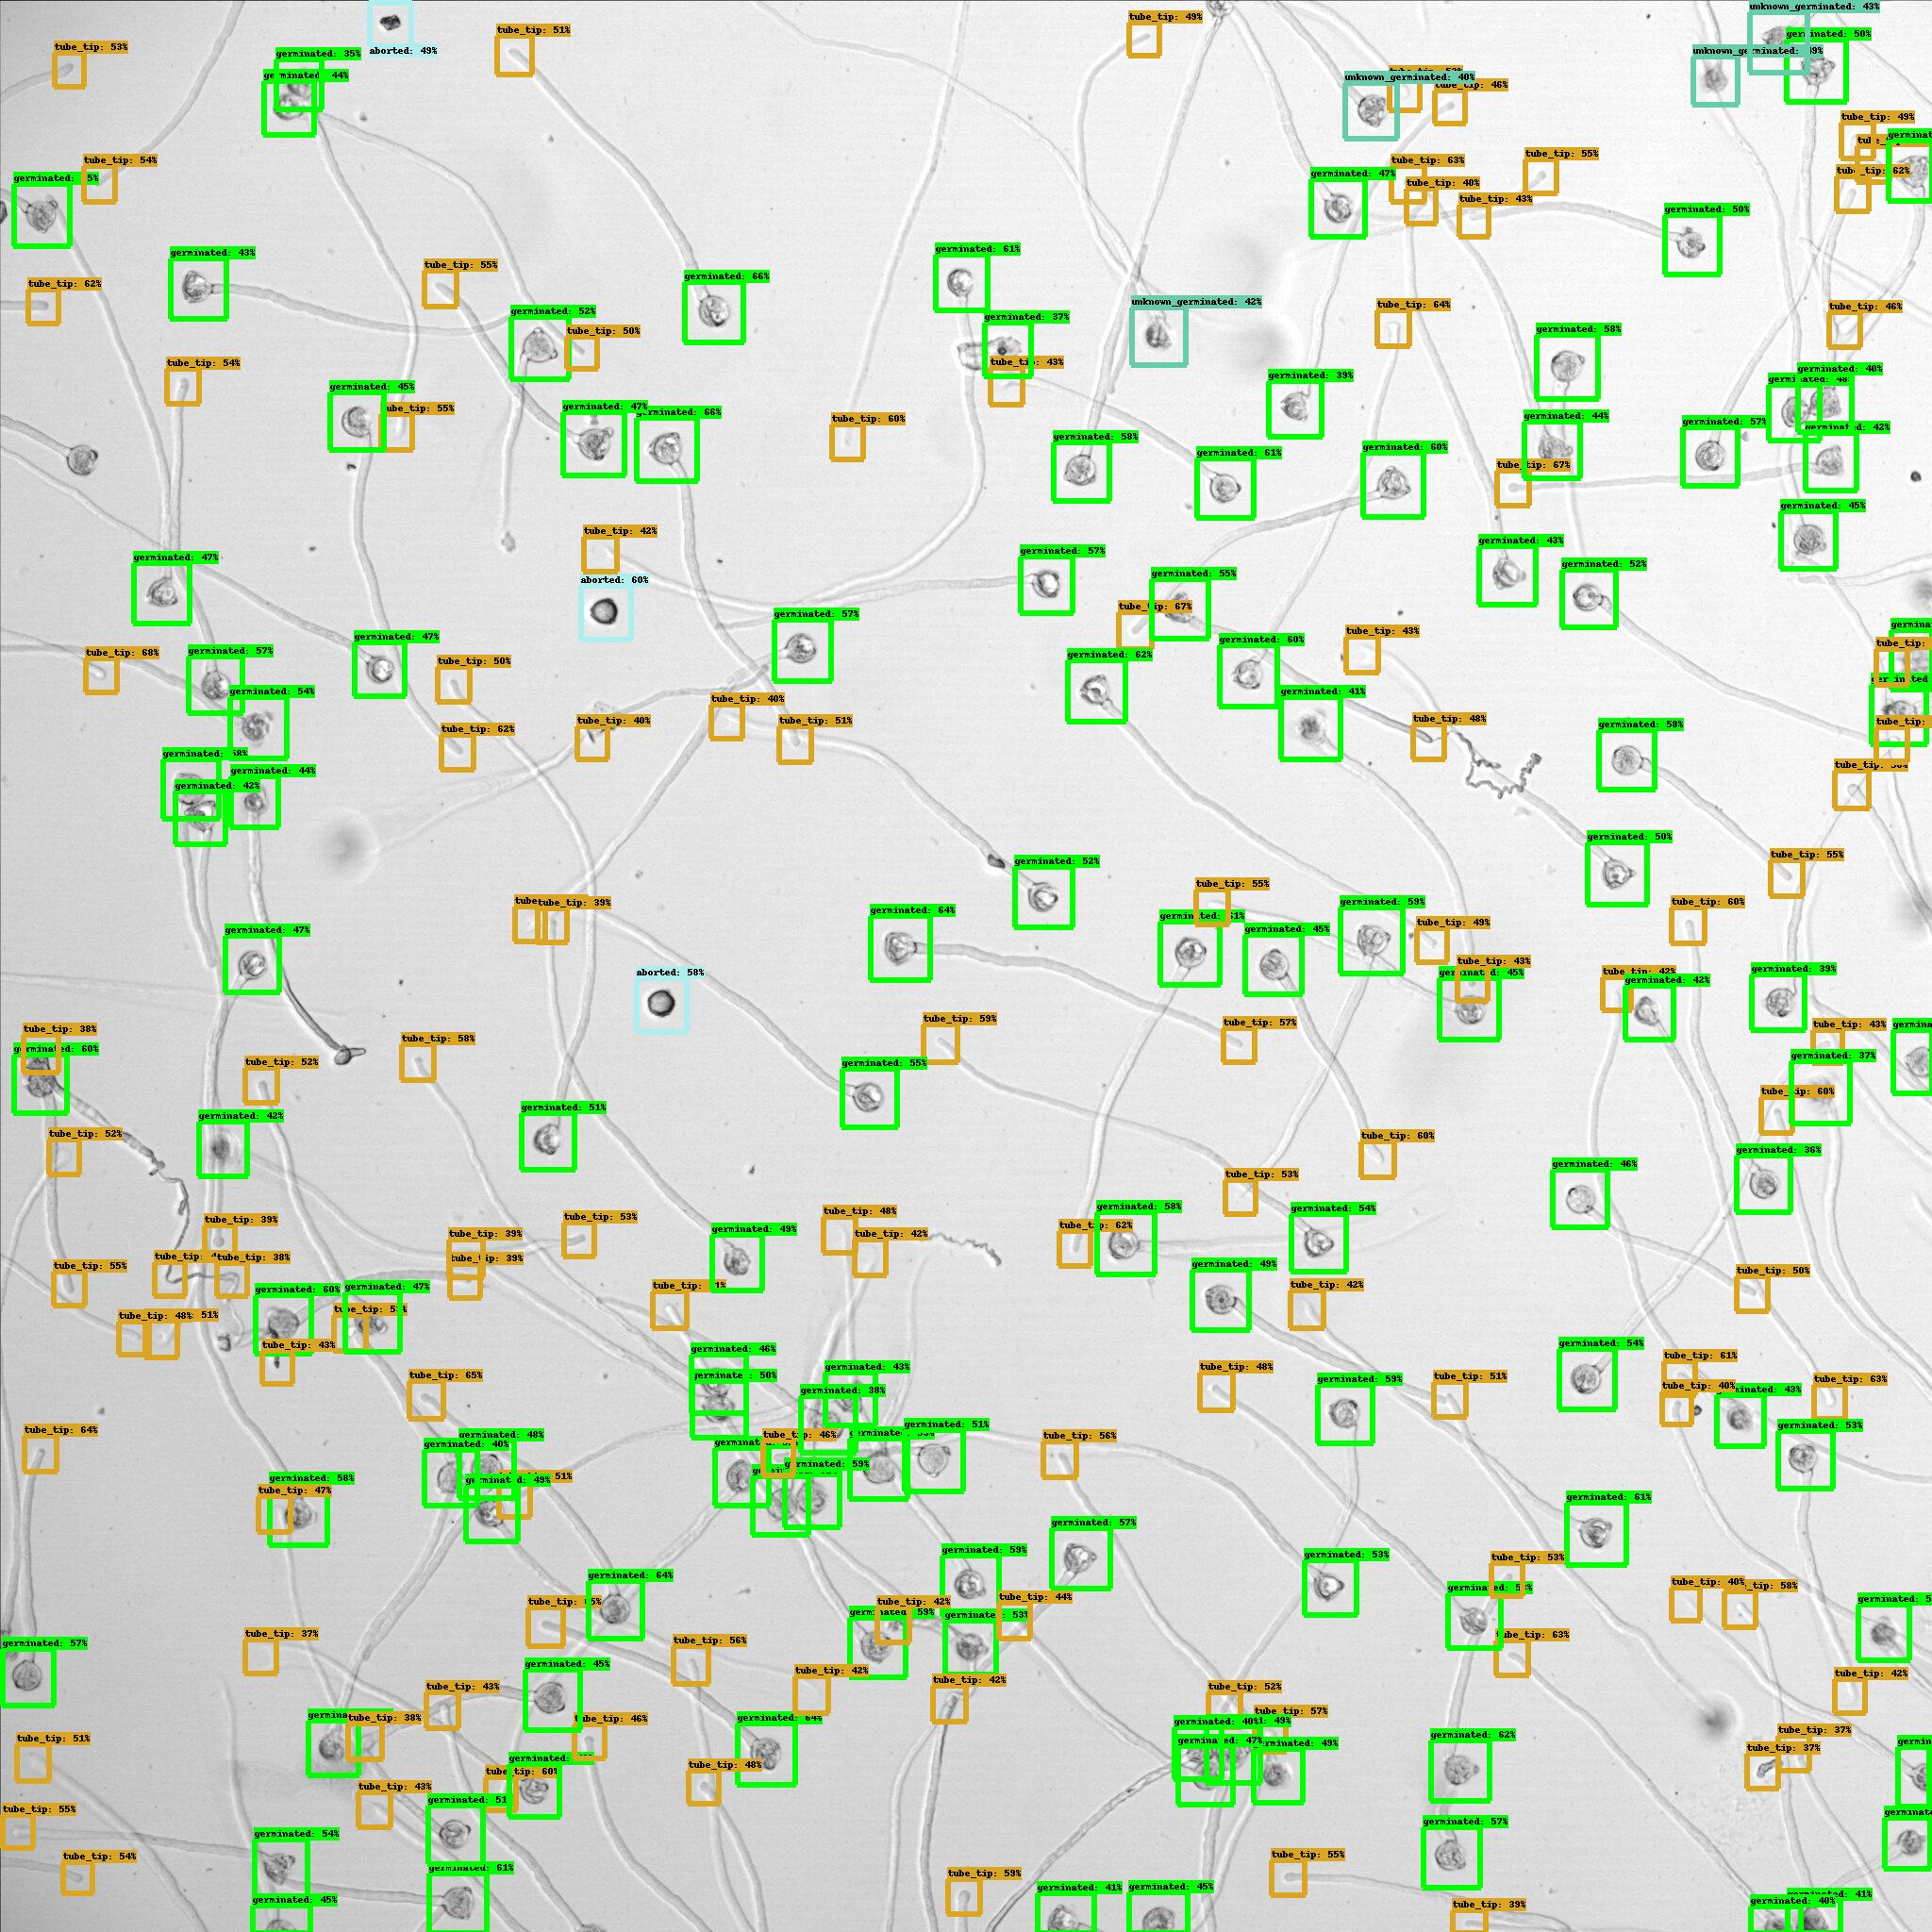 unknown_germinated: 43%
tube_tip: 49%
tube_tip: 51%
germinated: 50%
tube_tip: 53%
aborted: 49%
germinated: 35%
germinated: 44%
unknown_germinated: 40%
tube_tip: 46%
tube_tip: 49%
tube_tip: 54%
tube_tip: 63%
tube_tip: 55%
tube_tip: 62%
germinated: 47%
tube_tip: 40%
tube_tip: 43%
germinated: 50%
germinated: 43%
germinated: 61%
tube_tip: 55%
germinated: 66%
tube_tip: 62%
unknown_germinated: 42%
tube_tip: 64%
tube_tip: 46%
germinated: 52%
germinated: 37%
tube_tip: 50%
germinated: 58%
tube_tip: 54%
tube_tip: 43%
germinated: 39%
germinated: 40%
germinated: 45%
tube_tip: 55%
germinated: 47%
germinated: 66%
tube_tip: 60%
germinated: 44%
germinated: 57%
germinated: 42%
germinated: 58%
germinated: 61%
germinated: 60%
tube_tip: 67%
germinated: 45%
tube_tip: 42%
germinated: 43%
germinated: 47%
germinated: 57%
germinated: 52%
aborted: 60%
germinated: 55%
tube_tip: 67%
germinated: 57%
germinated: 47%
tube_tip: 43%
germinated: 60%
tube_tip: 68%
germinated: 57%
tube_tip: 50%
germinated: 62%
germinated: 54%
tube_tip: 40%
germinated: 41%
tube_tip: 62%
tube_tip: 40%
tube_tip: 51%
tube_tip: 48%
germinated: 58%
germinated: 44%
germinated: 42%
germinated: 50%
tube_tip: 55%
germinated: 52%
tube_tip: 55%
tube_tip: 39%
germinated: 64%
germinated: 59%
tube_tip: 60%
germinated: 47%
germinated: 45%
tube_tip: 49%
aborted: 58%
tube_tip: 43%
germinated: 45%
germinated: 42%
germinated: 39%
tube_tip: 38%
tube_tip: 59%
tube_tip: 57%
tube_tip: 43%
germinated: 60%
tube_tip: 58%
tube_tip: 52%
germinated: 55%
germinated: 37%
tube_tip: 60%
germinated: 42%
germinated: 51%
tube_tip: 52%
tube_tip: 60%
germinated: 36%
germinated: 46%
tube_tip: 53%
germinated: 58%
germinated: 54%
tube_tip: 39%
tube_tip: 53%
tube_tip: 48%
tube_tip: 62%
germinated: 49%
tube_tip: 39%
tube_tip: 42%
tube_tip: 38%
tube_tip: 39%
tube_tip: 55%
germinated: 49%
tube_tip: 50%
germinated: 60%
germinated: 47%
tube_tip: 42%
tube_tip: 43%
germinated: 46%
germinated: 54%
tube_tip: 61%
germinated: 43%
tube_tip: 48%
tube_tip: 65%
germinated: 50%
germinated: 38%
germinated: 59%
tube_tip: 51%
tube_tip: 40%
tube_tip: 63%
germinated: 43%
tube_tip: 64%
germinated: 48%
germinated: 40%
tube_tip: 46%
germinated: 51%
tube_tip: 56%
germinated: 53%
germinated: 58%
germinated: 49%
germinated: 59%
tube_tip: 47%
germinated: 61%
germinated: 57%
germinated: 59%
germinated: 53%
tube_tip: 53%
germinated: 64%
tube_tip: 44%
tube_tip: 40%
tube_tip: 42%
germinated: 53%
germinated: 57%
tube_tip: 37%
tube_tip: 56%
tube_tip: 63%
germinated: 45%
tube_tip: 42%
tube_tip: 42%
tube_tip: 42%
tube_tip: 43%
tube_tip: 52%
tube_tip: 38%
tube_tip: 46%
tube_tip: 57%
germinated: 40%
tube_tip: 37%
tube_tip: 51%
germinated: 62%
germinated: 49%
tube_tip: 37%
tube_tip: 60%
tube_tip: 48%
tube_tip: 43%
tube_tip: 55%
germinated: 57%
germinated: 54%
tube_tip: 54%
germinated: 61%
tube_tip: 55%
tube_tip: 59%
germinated: 45%
germinated: 41%
germinated: 45%
germinated: 40%
tube_tip: 39%